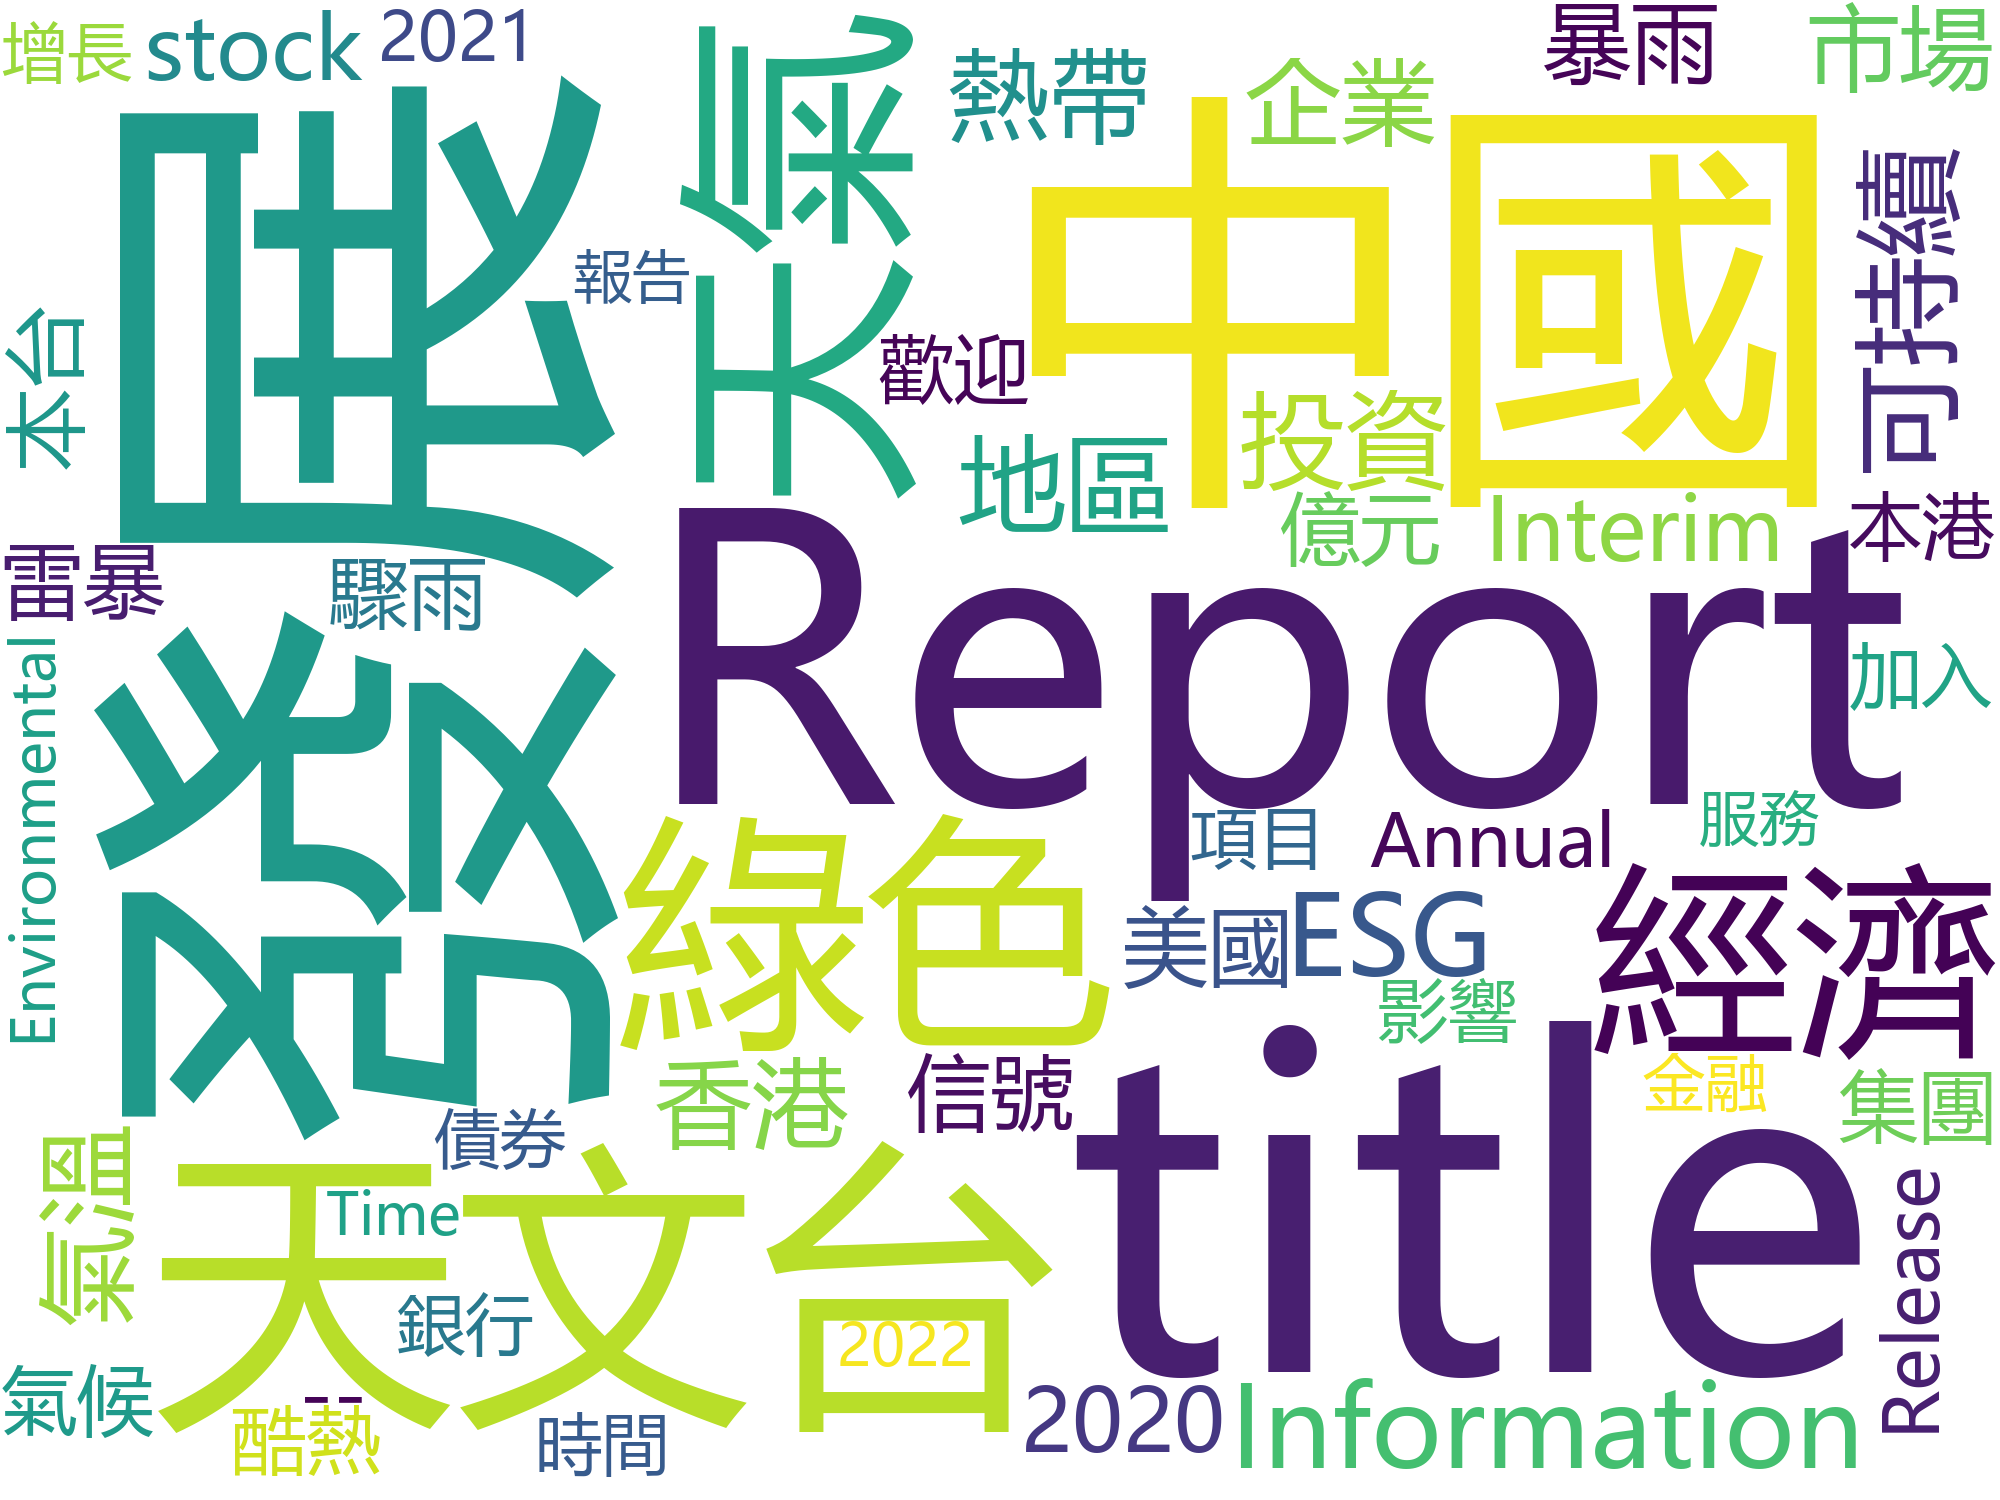 增長
stock
2021
熱帶
企業
暴雨
市場
發展
天氣
中國
報告
可持續
本台
歡迎
投資
地區
億元
Interim
本港
雷暴
驟雨
Report
加入
Environmental
綠色
項目
Annual
服務
經濟
美國
ESG
影響
title
香港
信號
金融
集團
債券
氣溫
天文台
Time
Release
銀行
2022
氣候
--
酷熱
時間
2020
Information